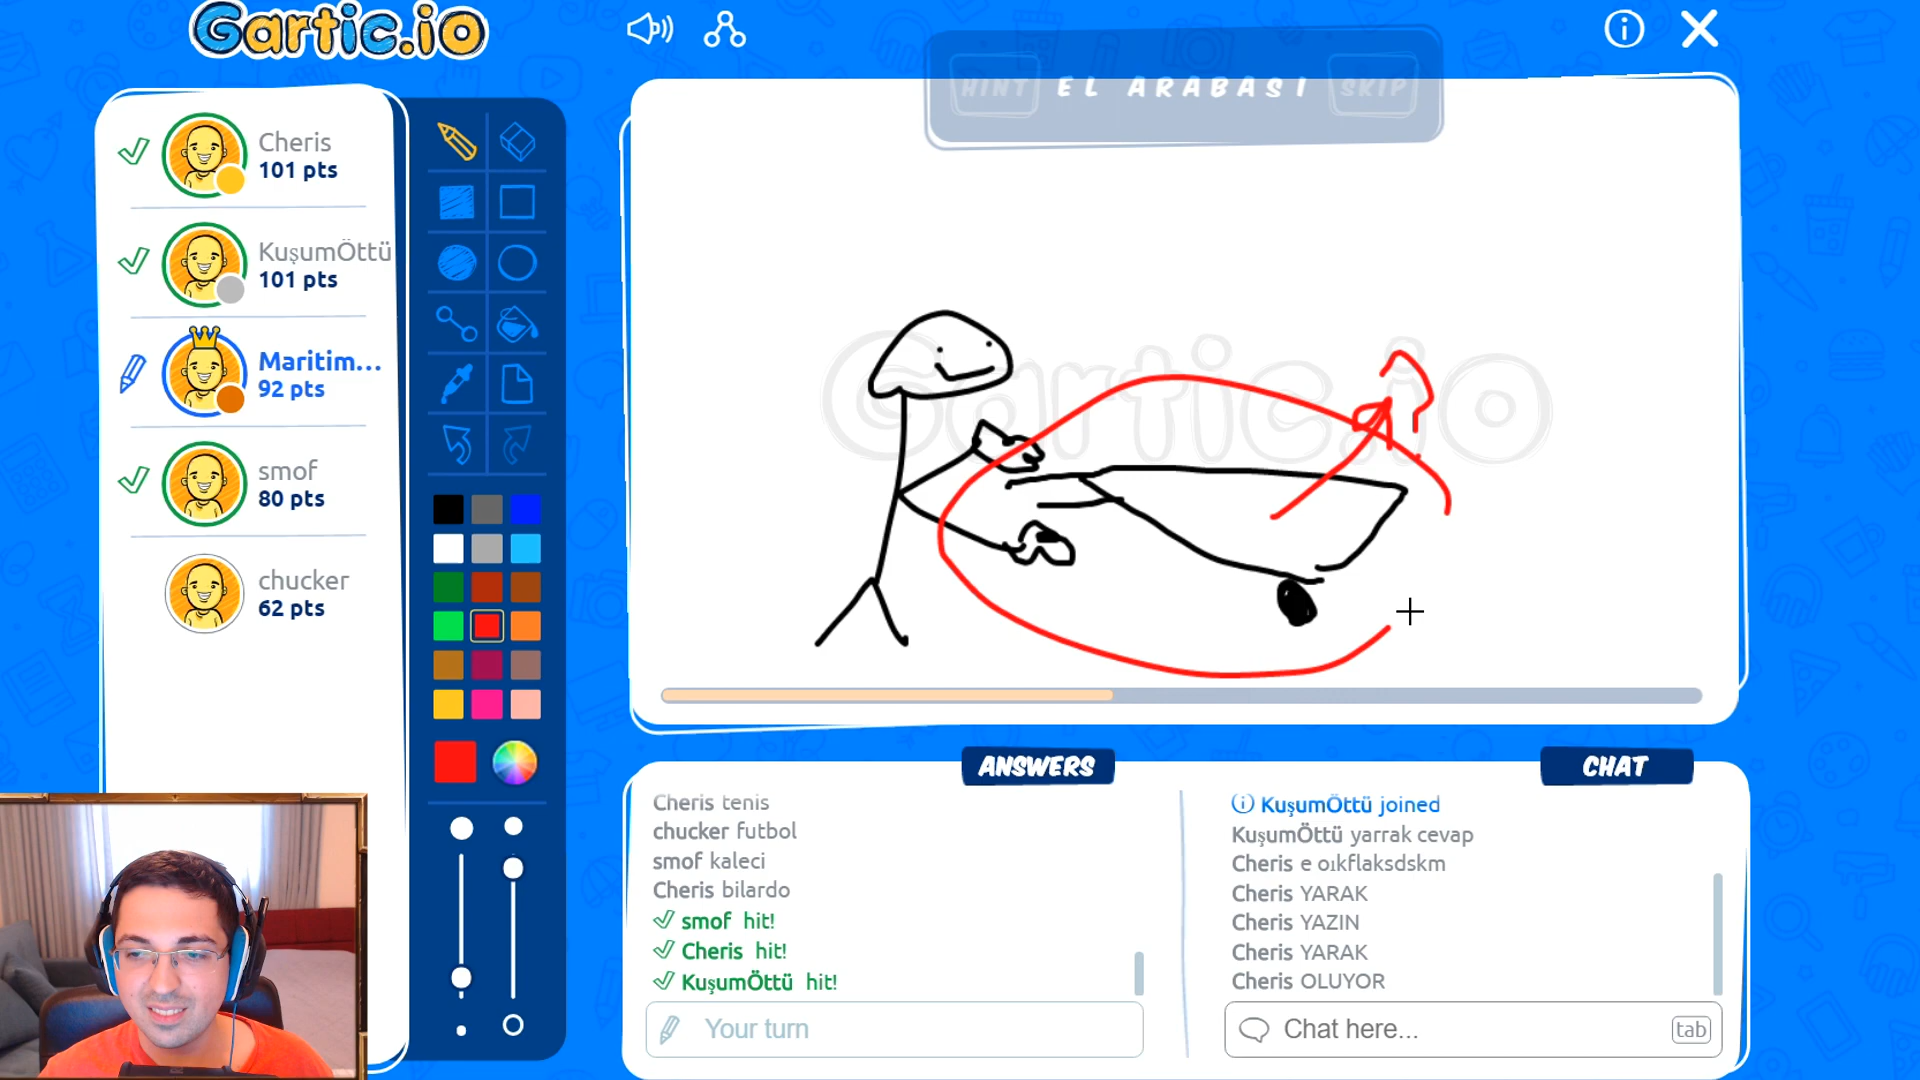 Gartic.io
HINT EL ARABASI SKIP
Cheris
101 pts
KuşumÖttü
101 pts
Maritim...
92 pts
smof
80 pts
chucker
62 pts
Gartic.io
ANSWERS
Cheris tenis
chucker futbol
smof kaleci
Cheris bilardo
smof hit!
Cheris hit!
KuşumÖttü hit!
Your turn
CHAT
KuşumÖttü joined
KuşumÖttü yarrak cevap
Cheris e oıkflaksdskm
Cheris YARAK
Cheris YAZIN
Cheris YARAK
Cheris OLUYOR
Chat here...
tab